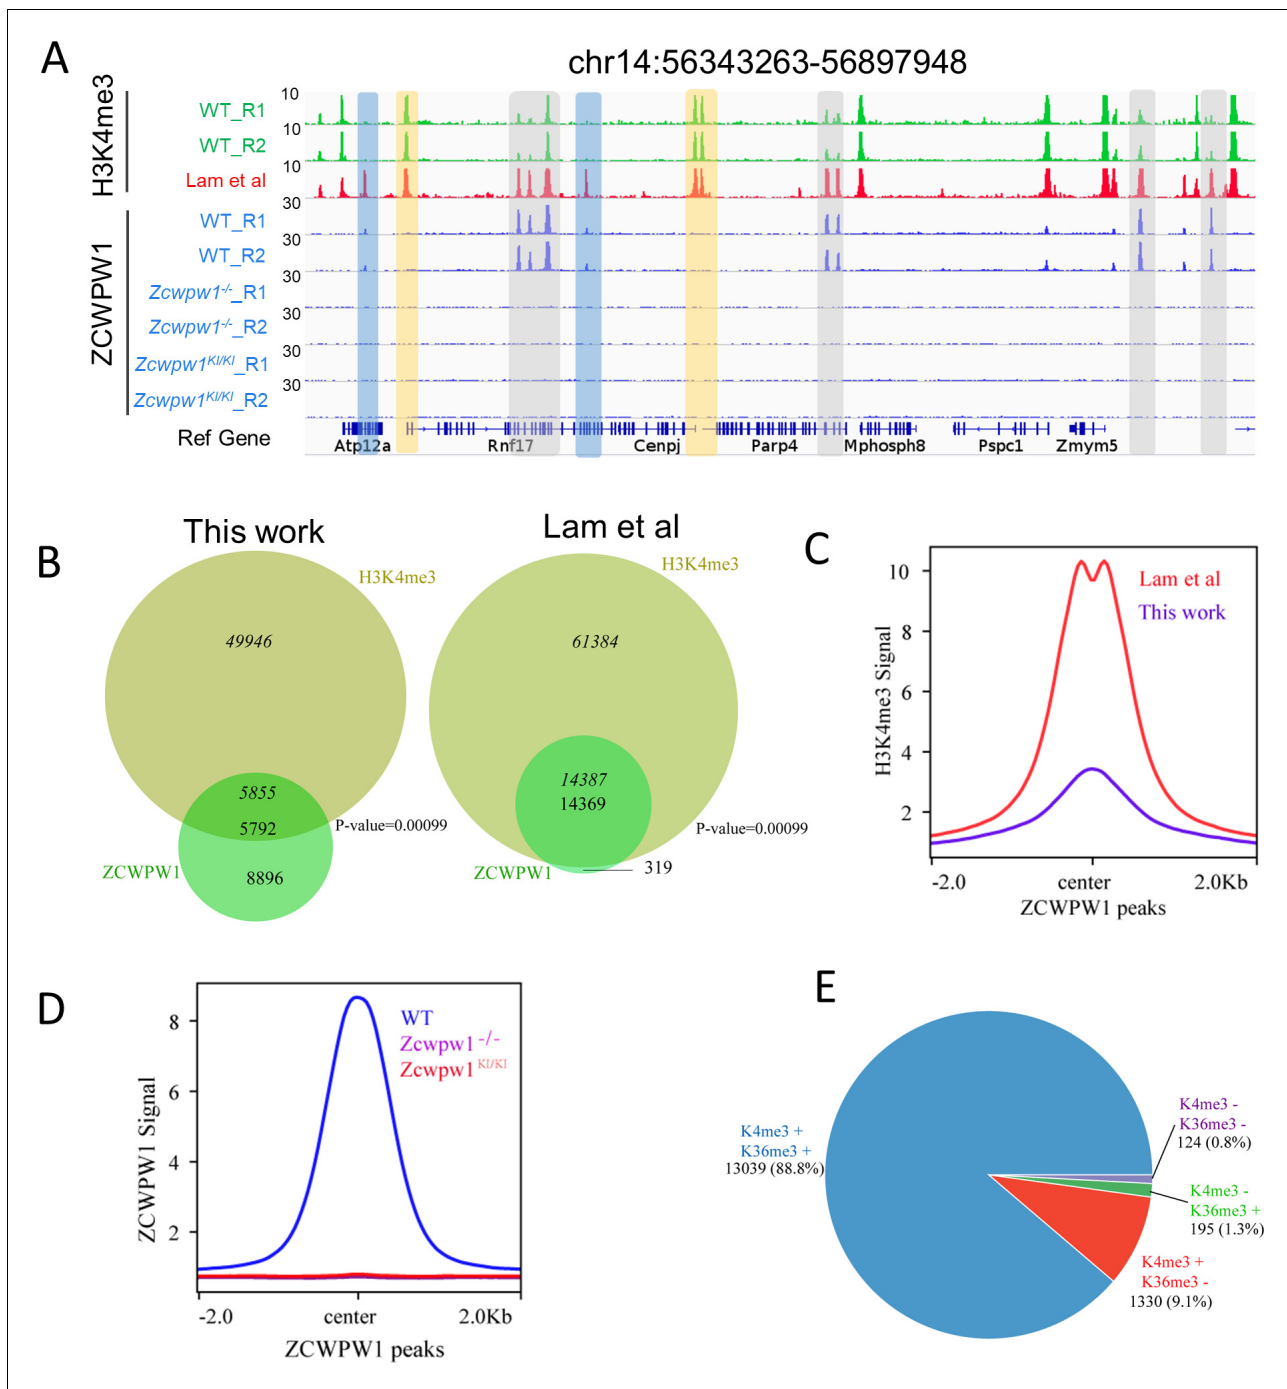 A
chr14:56343263-56897948
H3K4me3
10
WT_R1
10
WT_R2
10
Lam et al
30
ZCWPW1
WT_R1
30
WT_R2
30
Zcwpw1-/-_R1
30
Zcwpw1-/-_R2
30
Zcwpw1KI/KI_R1
30
Zcwpw1KI/KI_R2
Ref Gene
Atp12a Rnf17 Cenpj Parp4 Mphosph8 Pspc1 Zmym5
B
This work
H3K4me3
49946
5855
5792
P-value=0.00099
ZCWPW1
8896
Lam et al
H3K4me3
61384
14387
14369
P-value=0.00099
ZCWPW1
319
C
H3K4me3 Signal
10
8
6
4
2
Lam et al
This work
-2.0 center 2.0Kb
ZCWPW1 peaks
D
ZCWPW1 Signal
8
6
4
2
WT
Zcwpw1 -/-
Zcwpw1 KI/KI
-2.0 center 2.0Kb
ZCWPW1 peaks
E
K4me3 +
K36me3 +
13039 (88.8%)
K4me3 -
K36me3 -
124 (0.8%)
K4me3 -
K36me3 +
195 (1.3%)
K4me3 +
K36me3 -
1330 (9.1%)